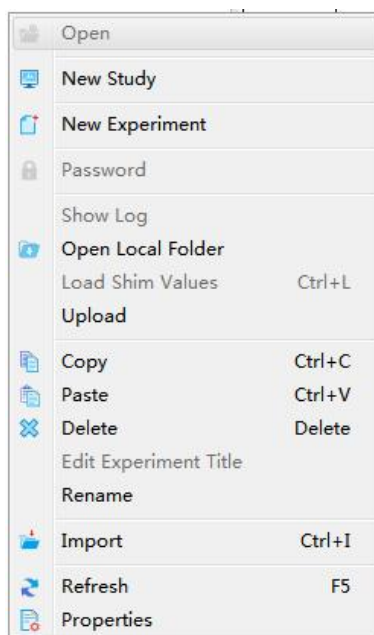 Open
New Study
New Experiment
Password
Show Log
Open Local Folder
Load Shim Values Ctrl+L
Upload
Copy Ctrl+C
Paste Ctrl+V
Delete Delete
Edit Experiment Title
Rename
Import Ctrl+I
Refresh F5
Properties